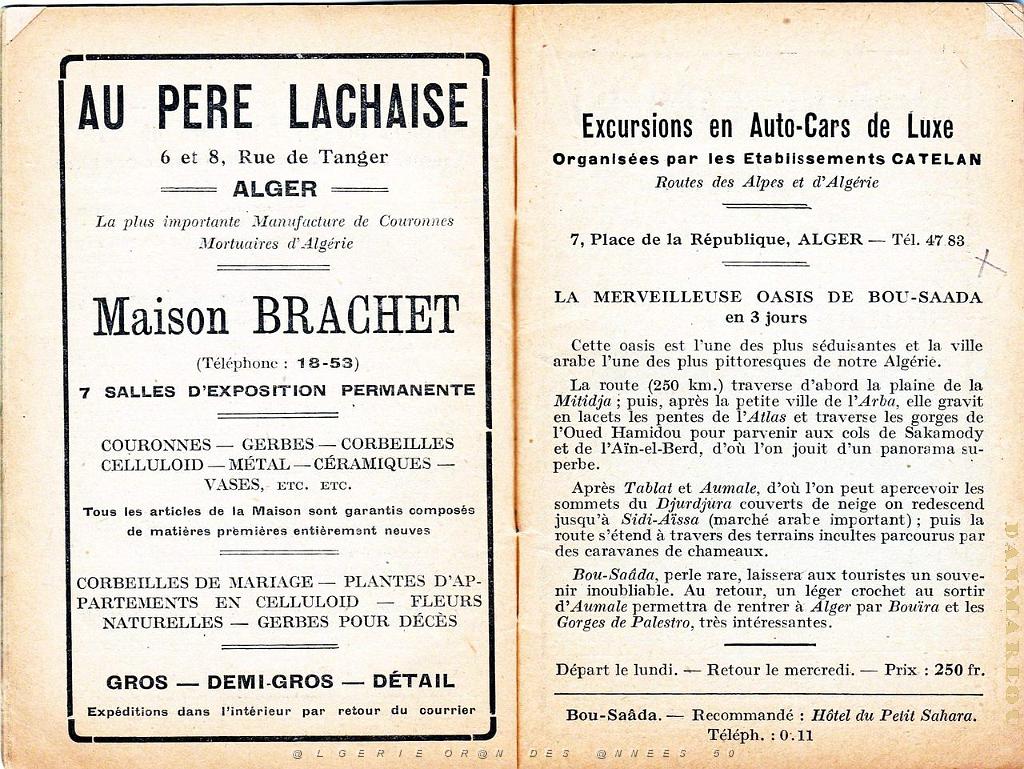 AU PERE LACHAISE
6 et 8, Rue de Tanger
ALGER
La plus importante Manufacture de Couronnes
Mortuaires d'Algérie
Maison BRACHET
(Téléphone : 18-53)
7 SALLES D'EXPOSITION PERMANENTE
COURONNES — GERBES — CORBEILLES
CELLULOID — MÉTAL — CÉRAMIQUES —
VASES, ETC. ETC.
Tous les articles de la Maison sont garantis composés
de matières premières entièrement neuves
CORBEILLES DE MARIAGE — PLANTES D'AP-
PARTEMENTS EN CELLULOID — FLEURS
NATURELLES — GERBES POUR DÉCÈS
GROS — DEMI-GROS — DÉTAIL
Expéditions dans l'intérieur par retour du courrier
Excursions en Auto-Cars de Luxe
Organisées par les Etablissements CATELAN
Routes des Alpes et d'Algérie
7, Place de la République, ALGER — Tél. 47 83
LA MERVEILLEUSE OASIS DE BOU-SAADA
en 3 jours
Cette oasis est l'une des plus séduisantes et la ville
arabe l'une des plus pittoresques de notre Algérie.
La route (250 km.) traverse d'abord la plaine de la
Mitidja ; puis, après la petite ville de l'Arba, elle gravit
en lacets les pentes de l'Atlas et traverse les gorges de
l'Oued Hamidou pour parvenir aux cols de Sakamody
et de l'Aïn-el-Berd, d'où l'on jouit d'un panorama su-
perbe.
Après Tablat et Aumale, d'où l'on peut apercevoir les
sommets du Djurdjura couverts de neige on redescend
jusqu'à Sidi-Aïssa (marché arabe important) ; puis la
route s'étend à travers des terrains incultes parcourus par
des caravanes de chameaux.
Bou-Saâda, perle rare, laissera aux touristes un souve-
nir inoubliable. Au retour, un léger crochet au sortir
d'Aumale permettra de rentrer à Alger par Bouïra et les
Gorges de Palestro, très intéressantes.
Départ le lundi. — Retour le mercredi. — Prix : 250 fr.
Bou-Saâda. — Recommandé : Hôtel du Petit Sahara.
Téléph. : 0.11
@LGERIE OR@N DES @NNEES 50
DAMMARIOU